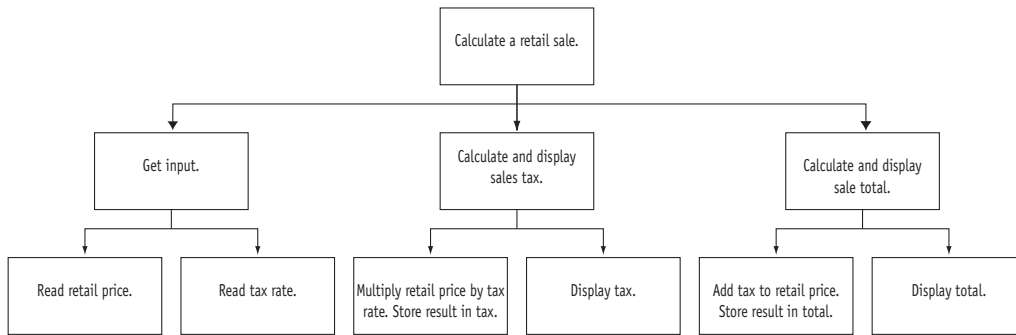 Calculate a retail sale.
Get input.
Calculate and display
sales tax.
Calculate and display
sale total.
Read retail price.
Read tax rate.
Multiply retail price by tax
rate. Store result in tax.
Display tax.
Add tax to retail price.
Store result in total.
Display total.